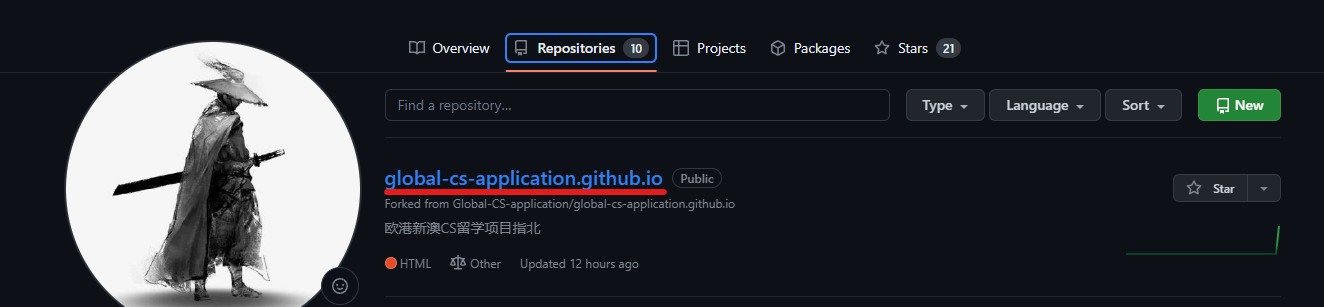 Overview Repositories 10 Projects Packages Stars 21
Find a repository... Type Language Sort New
global-cs-application.github.io Public
Star
Forked from Global-CS-application/global-cs-application.github.io
欧港新澳CS留学项目指北
HTML Other Updated 12 hours ago